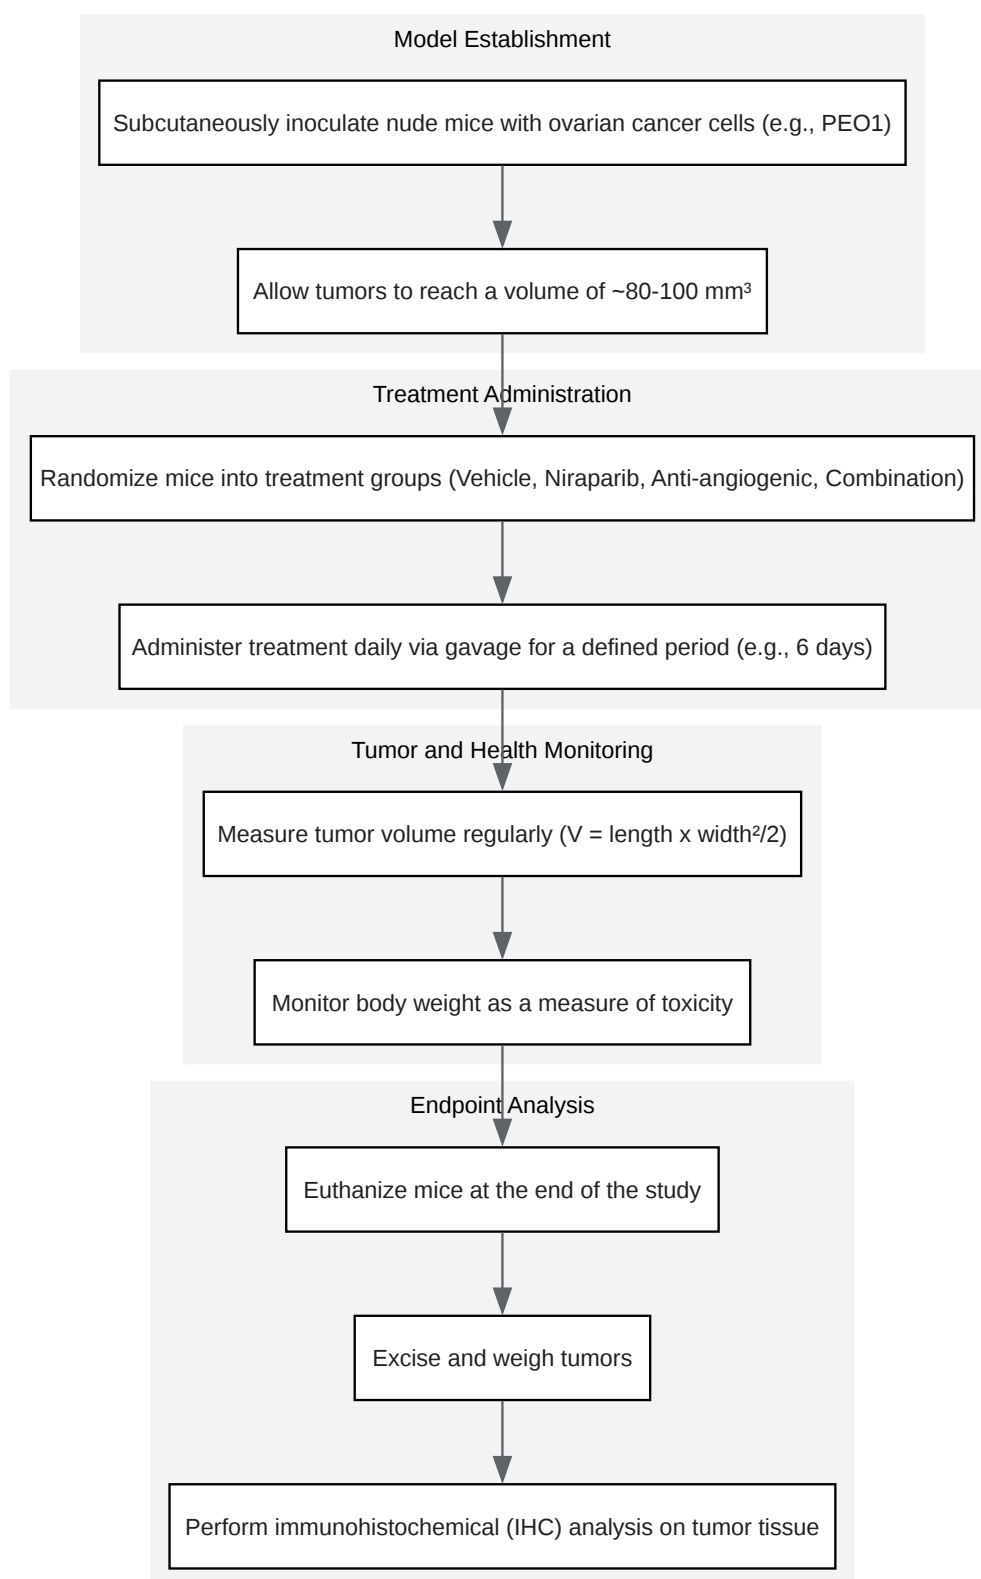 Model Establishment
Subcutaneously inoculate nude mice with ovarian cancer cells (e.g., PEO1)
Allow tumors to reach a volume of ~80-100 mm³
Treatment Administration
Randomize mice into treatment groups (Vehicle, Niraparib, Anti-angiogenic, Combination)
Administer treatment daily via gavage for a defined period (e.g., 6 days)
Tumor and Health Monitoring
Measure tumor volume regularly (V = length x width²/2)
Monitor body weight as a measure of toxicity
Endpoint Analysis
Euthanize mice at the end of the study
Excise and weigh tumors
Perform immunohistochemical (IHC) analysis on tumor tissue